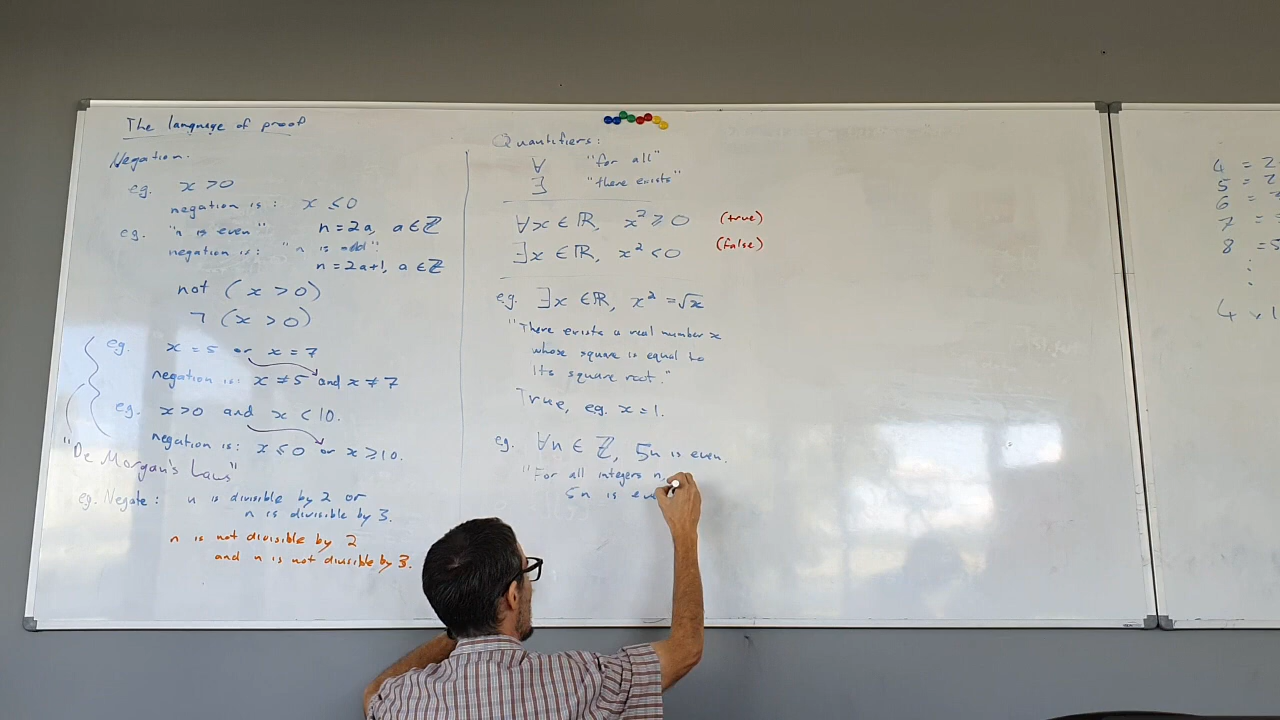 The language of proof
Negation.
eg. x > 0
negation is: x ≤ 0
eg. "n is even" n = 2a, a ∈ ℤ
negation is: "n is odd".
n = 2a+1, a ∈ ℤ
not (x > 0)
¬ (x > 0)
eg. x = 5 or x = 7
negation is: x ≠ 5 and x ≠ 7
eg. x > 0 and x < 10.
negation is: x ≤ 0 or x ≥ 10.
"De Morgan's Law"
eg. Negate: n is divisible by 2 or
n is divisible by 3.
n is not divisible by 2
and n is not divisible by 3.
Quantifiers:
∀ "for all"
∃ "there exists"
∀x ∈ ℝ, x² ≥ 0 (true)
∃x ∈ ℝ, x² < 0 (false)
eg. ∃x ∈ ℝ, x² = √x
"There exists a real number x
whose square is equal to
its square root."
True, eg. x = 1.
eg. ∀n ∈ ℤ, 5n is even.
"For all integers n,
5n is eve
4 = 2
5 = 2
6 =
7 =
8 = 5
⋮